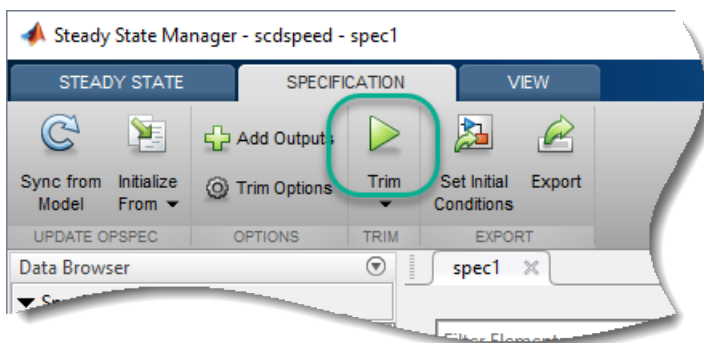 Steady State Manager - scdspeed - spec1
STEADY STATE SPECIFICATION VIEW
Sync from Model
Initialize From
Add Outputs
Trim Options
Trim
Set Initial Conditions
Export
UPDATE OPSPEC OPTIONS TRIM EXPORT
Data Browser
spec1
Filter